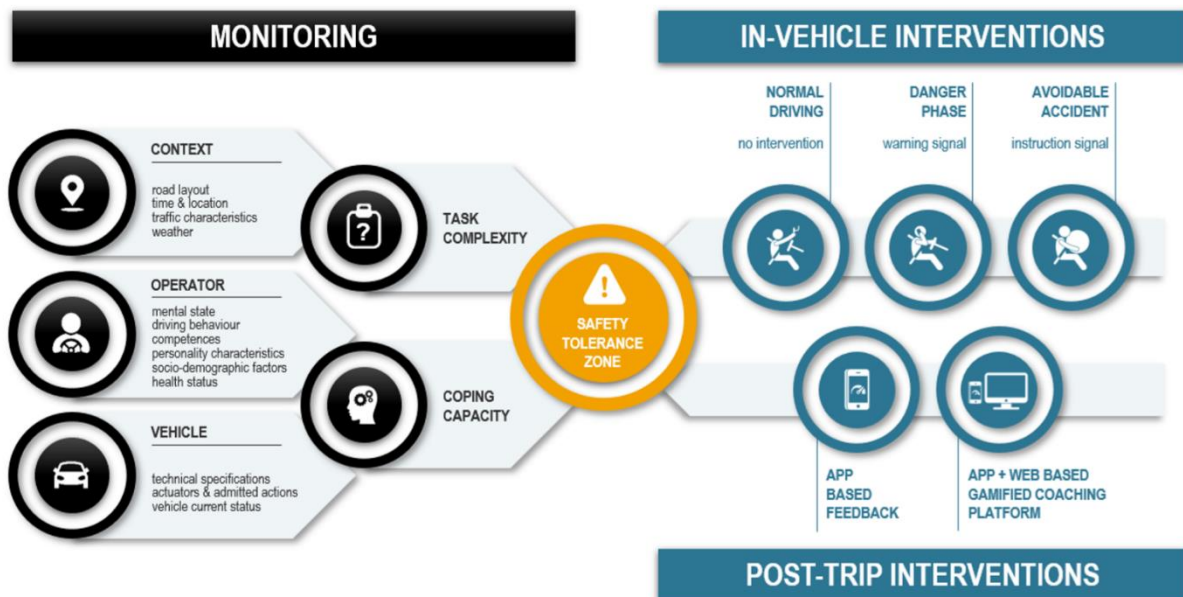 MONITORING
CONTEXT
road layout
time & location
traffic characteristics
weather
OPERATOR
mental state
driving behaviour
competences
personality characteristics
socio-demographic factors
health status
VEHICLE
technical specifications
actuators & admitted actions
vehicle current status
?
TASK
COMPLEXITY
COPING
CAPACITY
!
SAFETY
TOLERANCE
ZONE
IN-VEHICLE INTERVENTIONS
NORMAL
DRIVING
no intervention
DANGER
PHASE
warning signal
AVOIDABLE
ACCIDENT
instruction signal
APP
BASED
FEEDBACK
APP + WEB BASED
GAMIFIED COACHING
PLATFORM
POST-TRIP INTERVENTIONS